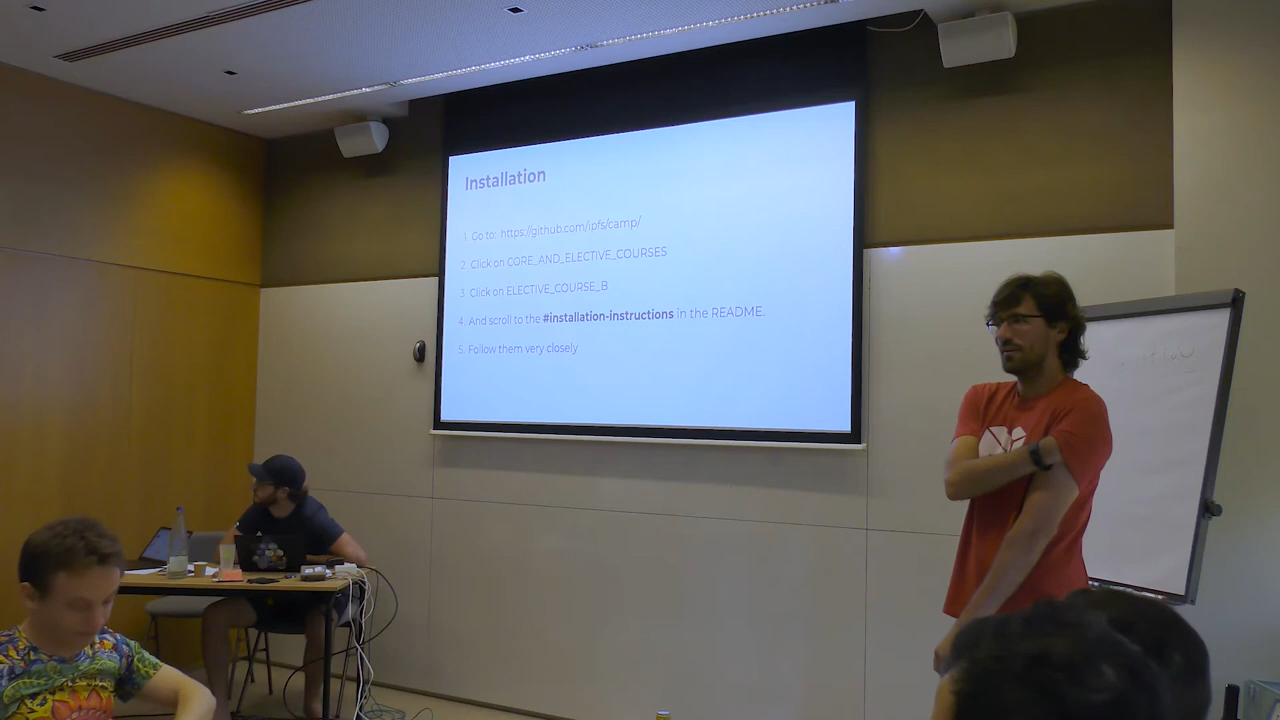 Installation
1. Go to: https://github.com/ipfs/camp/
2. Click on CORE_AND_ELECTIVE_COURSES
3. Click on ELECTIVE_COURSE_B
4. And scroll to the #installation-instructions in the README.
5. Follow them very closely